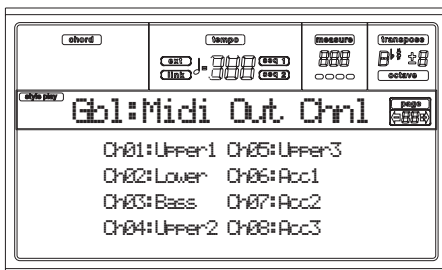 chord tempo measure transpose
ext seq 1
link seq 2
octave
style play
Gbl:Midi Out Chnl page
Ch01:Upper1 Ch05:Upper3
Ch02:Lower Ch06:Acc1
Ch03:Bass Ch07:Acc2
Ch04:Upper2 Ch08:Acc3